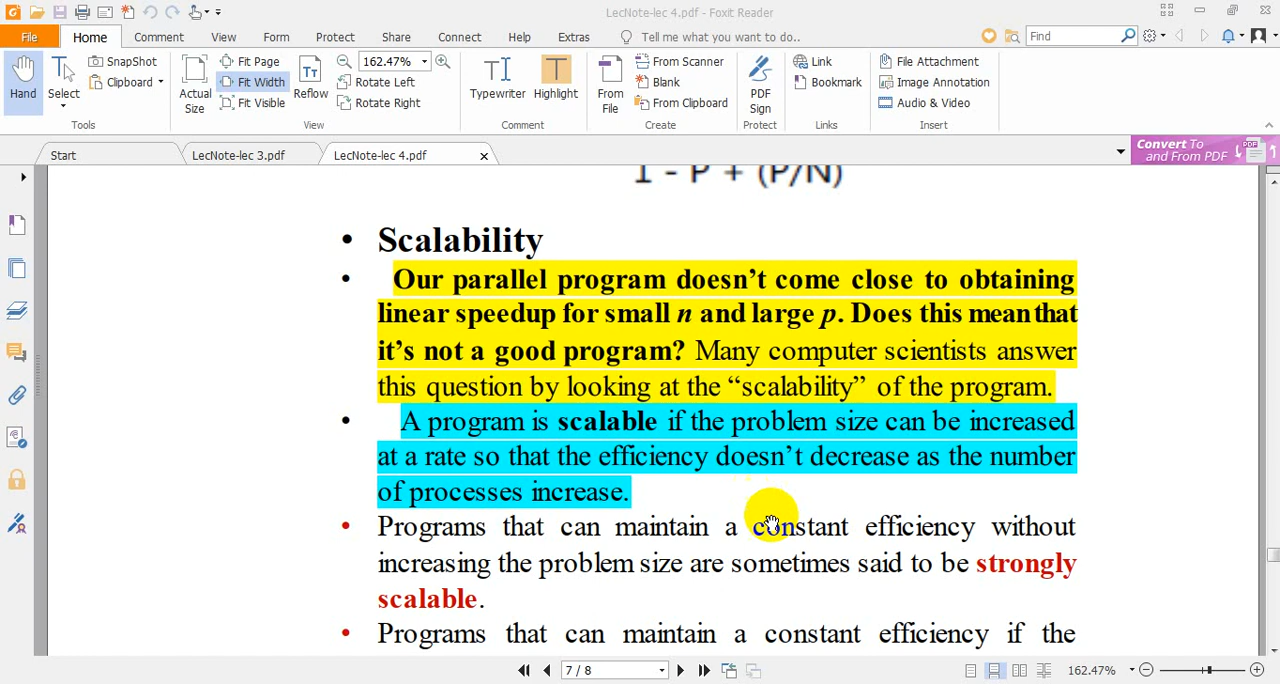 LecNote-lec 4.pdf - Foxit Reader
File Home Comment View Form Protect Share Connect Help Extras Tell me what you want to do.. Find
Hand
Select
SnapShot
Clipboard
Tools
Actual Size
Fit Page
Fit Width
Fit Visible
Reflow
162.47%
Rotate Left
Rotate Right
View
Typewriter
Highlight
Comment
From File
From Scanner
Blank
From Clipboard
Create
PDF Sign
Protect
Link
Bookmark
Links
File Attachment
Image Annotation
Audio & Video
Insert
Start LecNote-lec 3.pdf LecNote-lec 4.pdf
Convert To
and From PDF
PDF
1 - P + (P/N)
• Scalability
• Our parallel program doesn’t come close to obtaining
linear speedup for small n and large p. Does this mean that
it’s not a good program? Many computer scientists answer
this question by looking at the “scalability” of the program.
• A program is scalable if the problem size can be increased
at a rate so that the efficiency doesn’t decrease as the number
of processes increase.
• Programs that can maintain a constant efficiency without
increasing the problem size are sometimes said to be strongly
scalable.
• Programs that can maintain a constant efficiency if the
7 / 8 162.47%